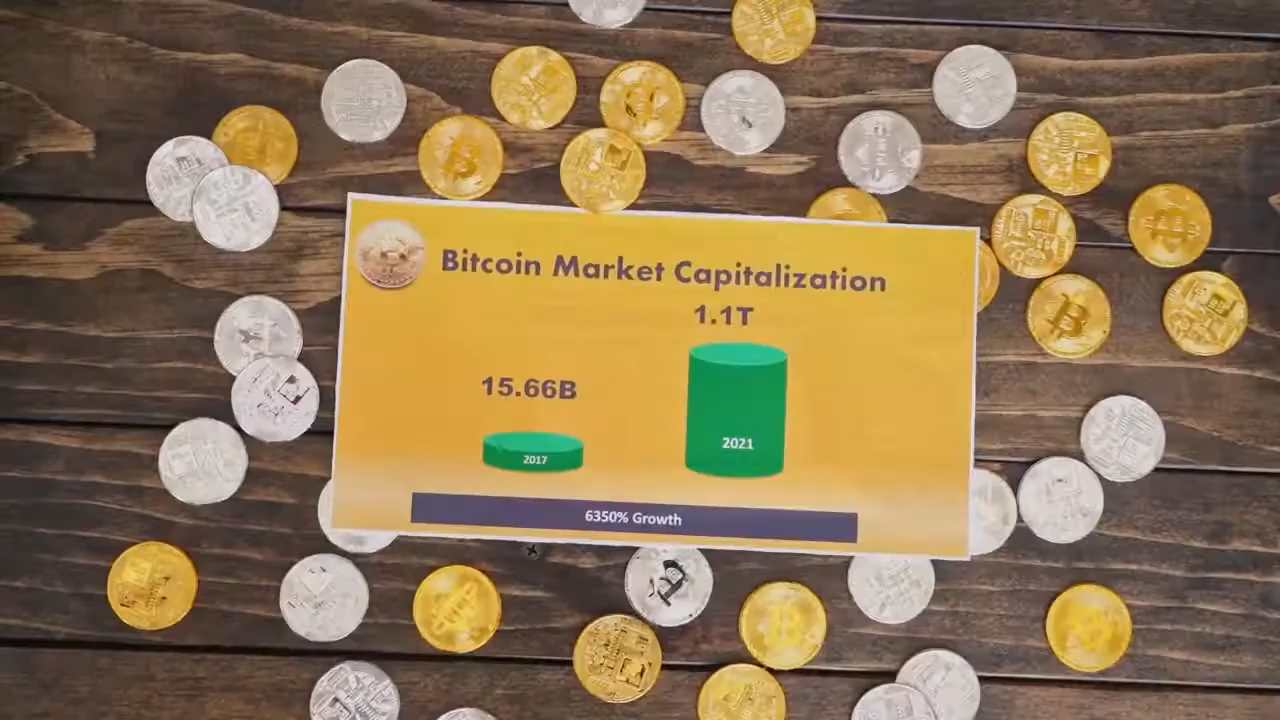 Bitcoin Market Capitalization
1.1T
15.66B
2021
2017
6350% Growth